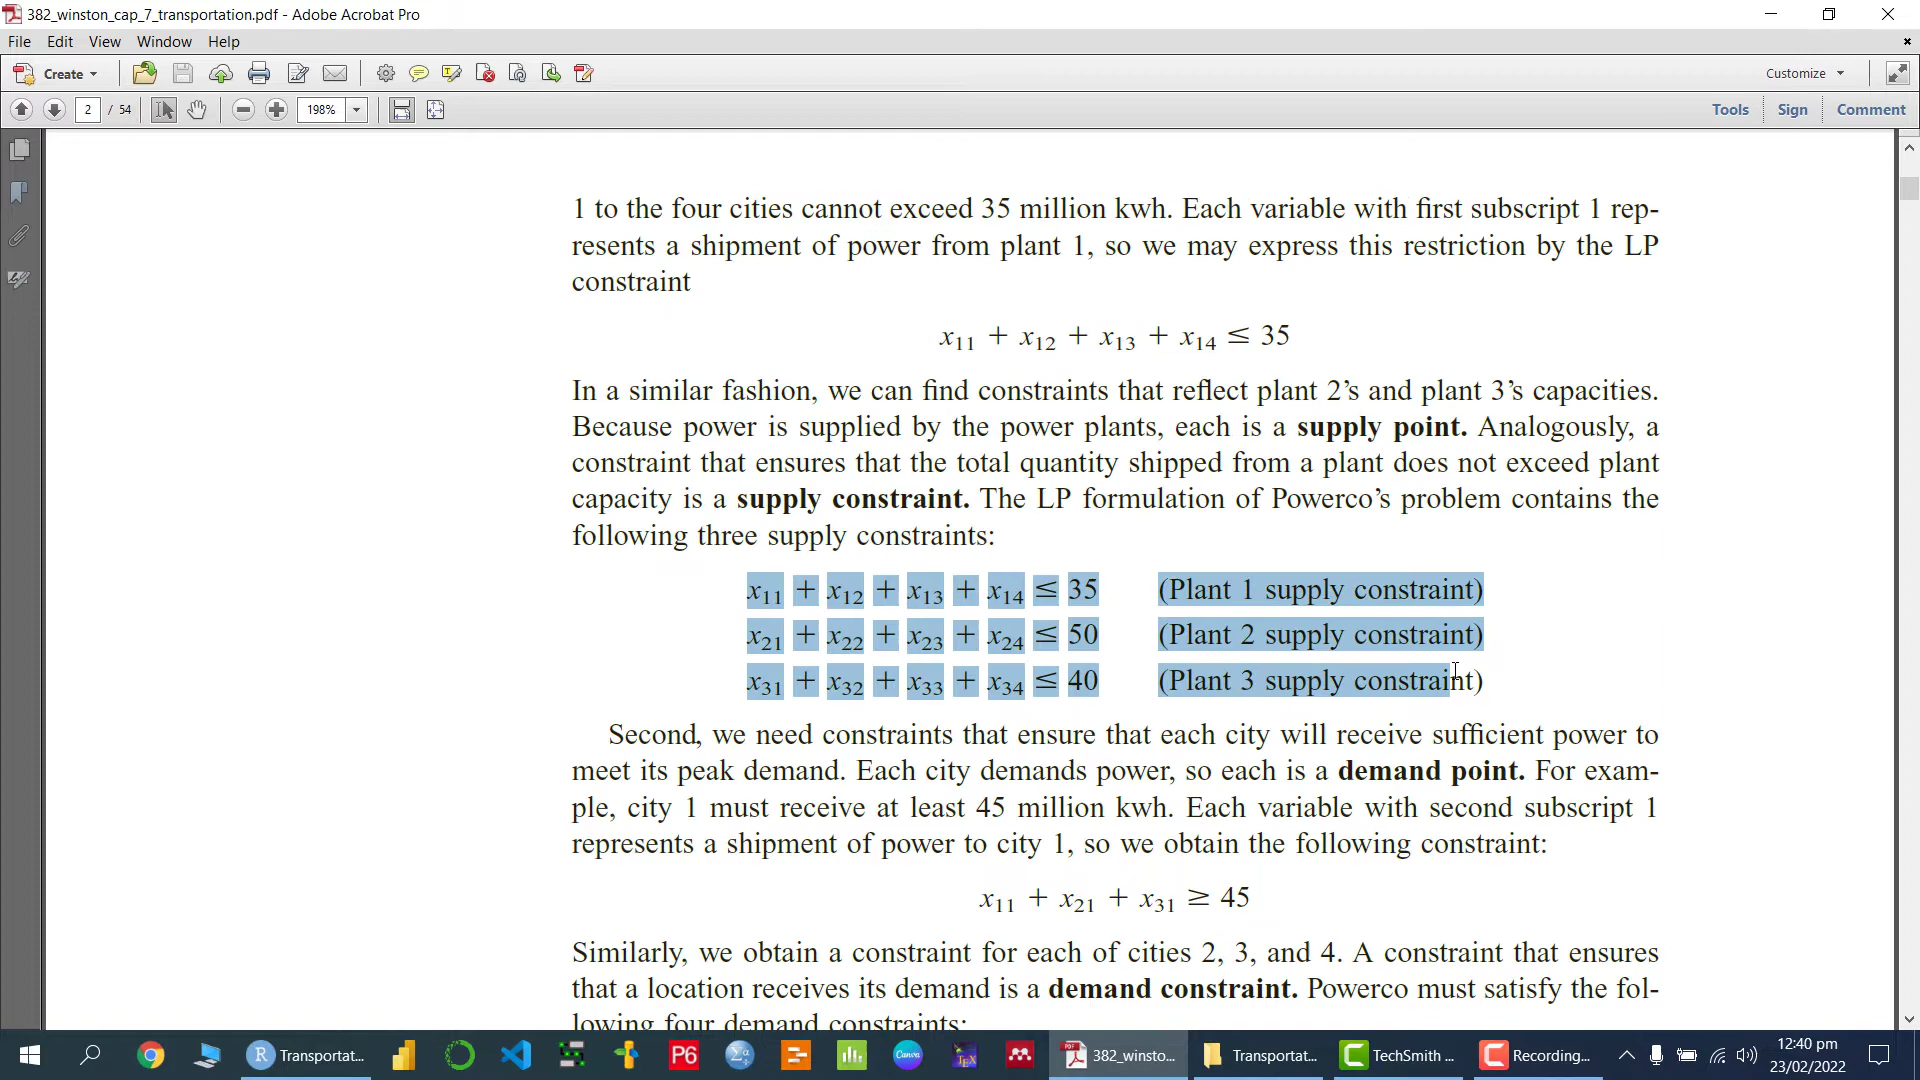 382_winston_cap_7_transportation.pdf - Adobe Acrobat Pro
File Edit View Window Help
Create Customize
2 / 54 198% Tools Sign Comment
1 to the four cities cannot exceed 35 million kwh. Each variable with first subscript 1 rep-
resents a shipment of power from plant 1, so we may express this restriction by the LP
constraint
x₁₁ + x₁₂ + x₁₃ + x₁₄ ≤ 35
In a similar fashion, we can find constraints that reflect plant 2’s and plant 3’s capacities.
Because power is supplied by the power plants, each is a supply point. Analogously, a
constraint that ensures that the total quantity shipped from a plant does not exceed plant
capacity is a supply constraint. The LP formulation of Powerco’s problem contains the
following three supply constraints:
x₁₁ + x₁₂ + x₁₃ + x₁₄ ≤ 35 (Plant 1 supply constraint)
x₂₁ + x₂₂ + x₂₃ + x₂₄ ≤ 50 (Plant 2 supply constraint)
x₃₁ + x₃₂ + x₃₃ + x₃₄ ≤ 40 (Plant 3 supply constraint)
Second, we need constraints that ensure that each city will receive sufficient power to
meet its peak demand. Each city demands power, so each is a demand point. For exam-
ple, city 1 must receive at least 45 million kwh. Each variable with second subscript 1
represents a shipment of power to city 1, so we obtain the following constraint:
x₁₁ + x₂₁ + x₃₁ ≥ 45
Similarly, we obtain a constraint for each of cities 2, 3, and 4. A constraint that ensures
that a location receives its demand is a demand constraint. Powerco must satisfy the fol-
lowing four demand constraints:
R Transportat... P6 Canva TEX 382_winsto... Transportat... TechSmith ... Recording... 12:40 pm
23/02/2022